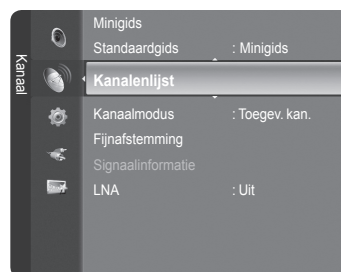 Kanaal
Minigids
Standaardgids : Minigids
Kanalenlijst
Kanaalmodus : Toegev. kan.
Fijnafstemming
Signaalinformatie
LNA : Uit